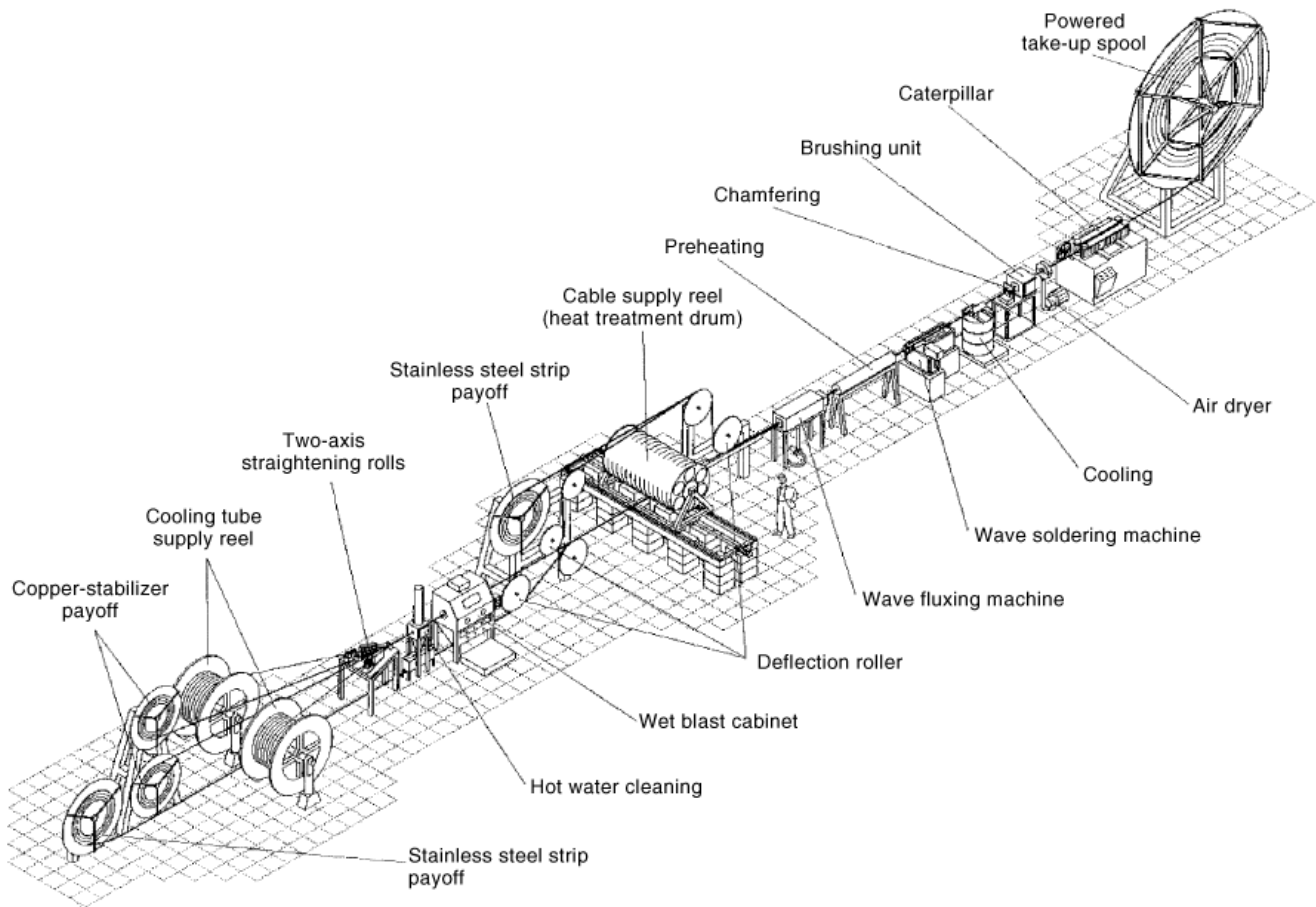 Powered
take-up spool
Caterpillar
Brushing unit
Chamfering
Preheating
Cable supply reel
(heat treatment drum)
Stainless steel strip
payoff
Two-axis
straightening rolls
Cooling tube
supply reel
Copper-stabilizer
payoff
Air dryer
Cooling
Wave soldering machine
Wave fluxing machine
Deflection roller
Wet blast cabinet
Hot water cleaning
Stainless steel strip
payoff